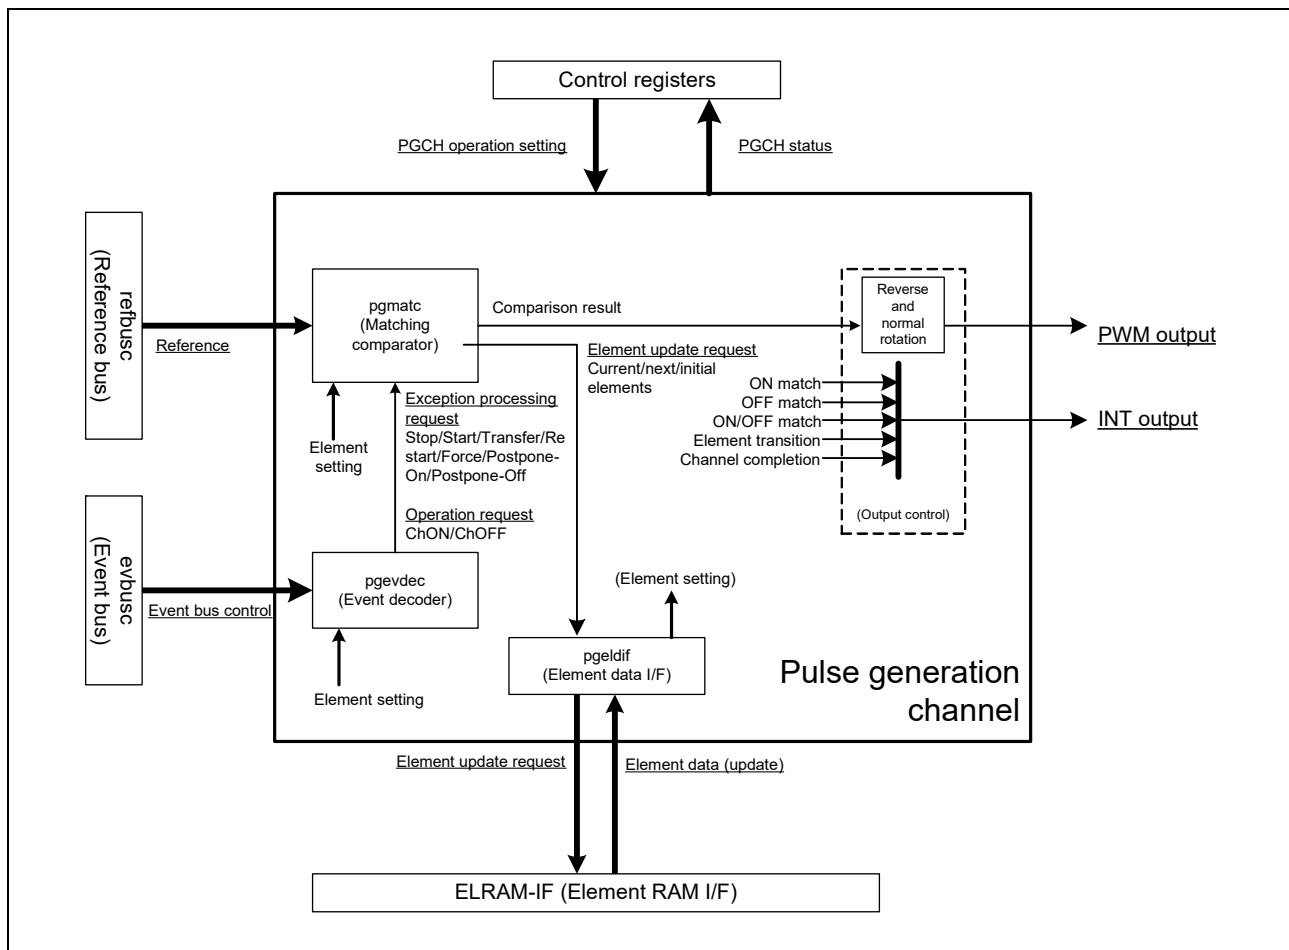 Control registers
PGCH operation setting
PGCH status
refbusc
(Reference bus)
Reference
pgmatc
(Matching
comparator)
Comparison result
Element update request
Current/next/initial
elements
Reverse
and
normal
rotation
PWM output
ON match
OFF match
ON/OFF match
Element transition
Channel completion
INT output
(Output control)
Element
setting
Exception processing
request
Stop/Start/Transfer/Re
start/Force/Postpone-
On/Postpone-Off
Operation request
ChON/ChOFF
evbusc
(Event bus)
Event bus control
pgevdec
(Event decoder)
Element setting
(Element setting)
pgeldif
(Element data I/F)
Pulse generation
channel
Element update request
Element data (update)
ELRAM-IF (Element RAM I/F)